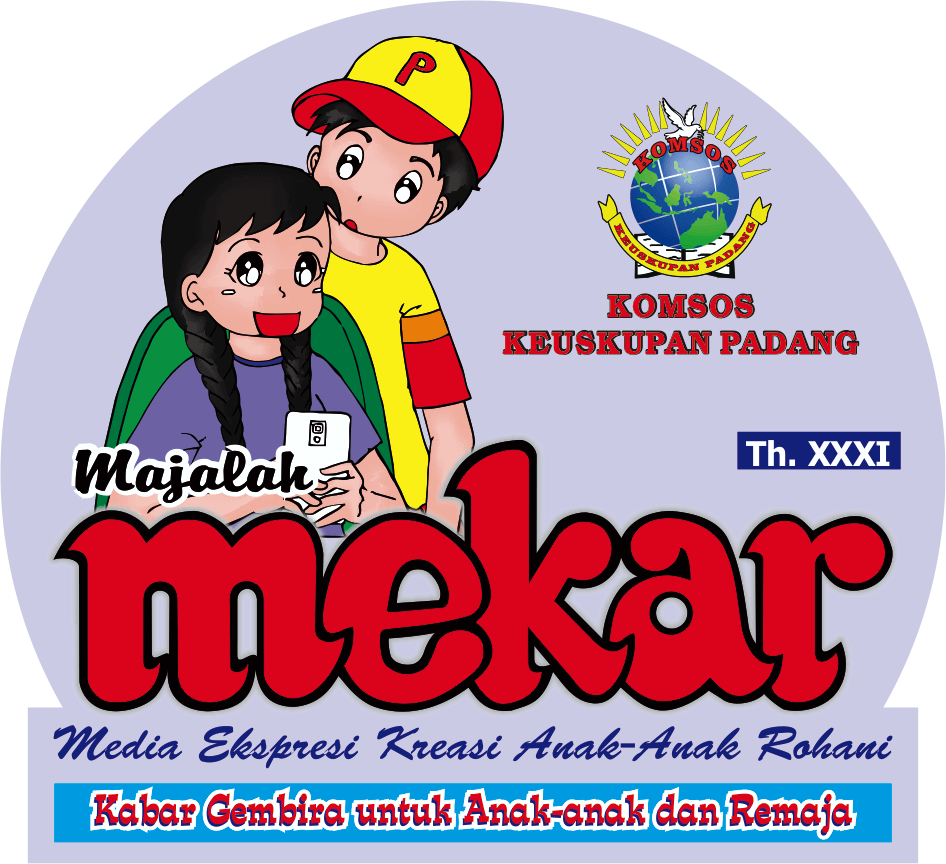 P
KOMSOS
KEUSKUPAN PADANG
KOMSOS
KEUSKUPAN PADANG
Th. XXXI
Majalah
mekar
Media Ekspresi Kreasi Anak-Anak Rohani
Kabar Gembira untuk Anak-anak dan Remaja